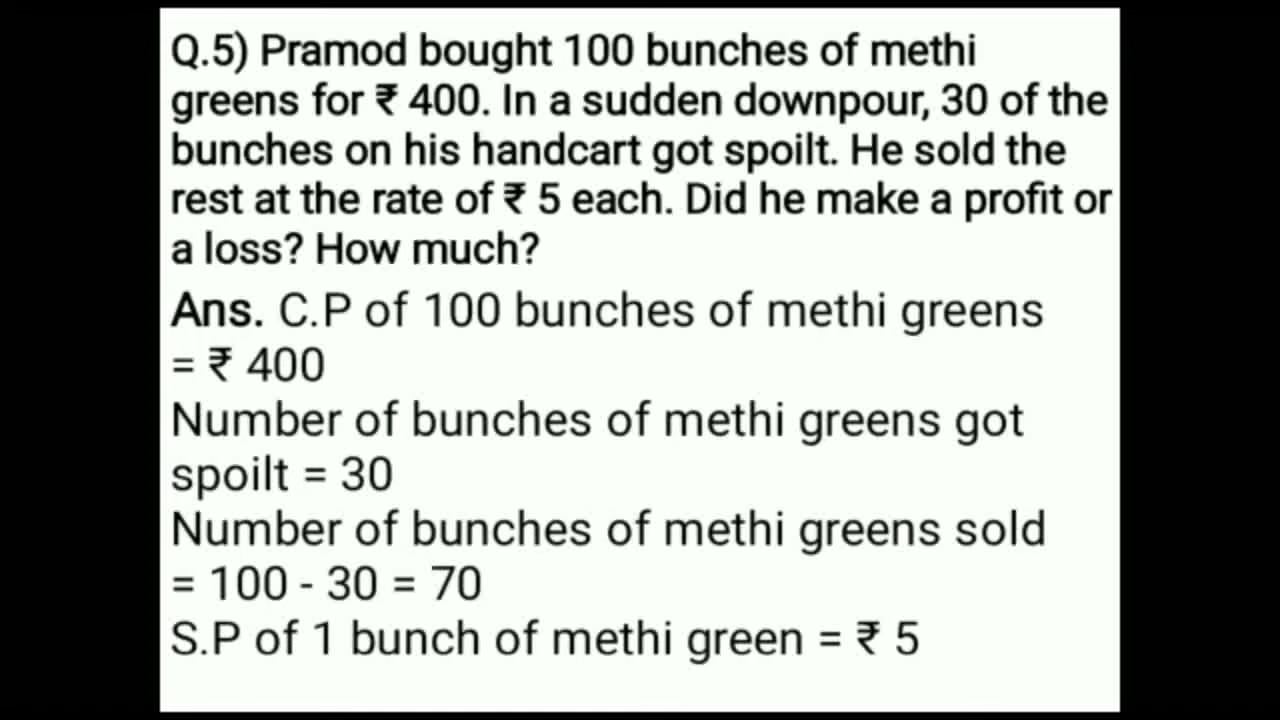 Q.5) Pramod bought 100 bunches of methi
greens for ₹ 400. In a sudden downpour, 30 of the
bunches on his handcart got spoilt. He sold the
rest at the rate of ₹ 5 each. Did he make a profit or
a loss? How much?
Ans. C.P of 100 bunches of methi greens
= ₹ 400
Number of bunches of methi greens got
spoilt = 30
Number of bunches of methi greens sold
= 100 - 30 = 70
S.P of 1 bunch of methi green = ₹ 5